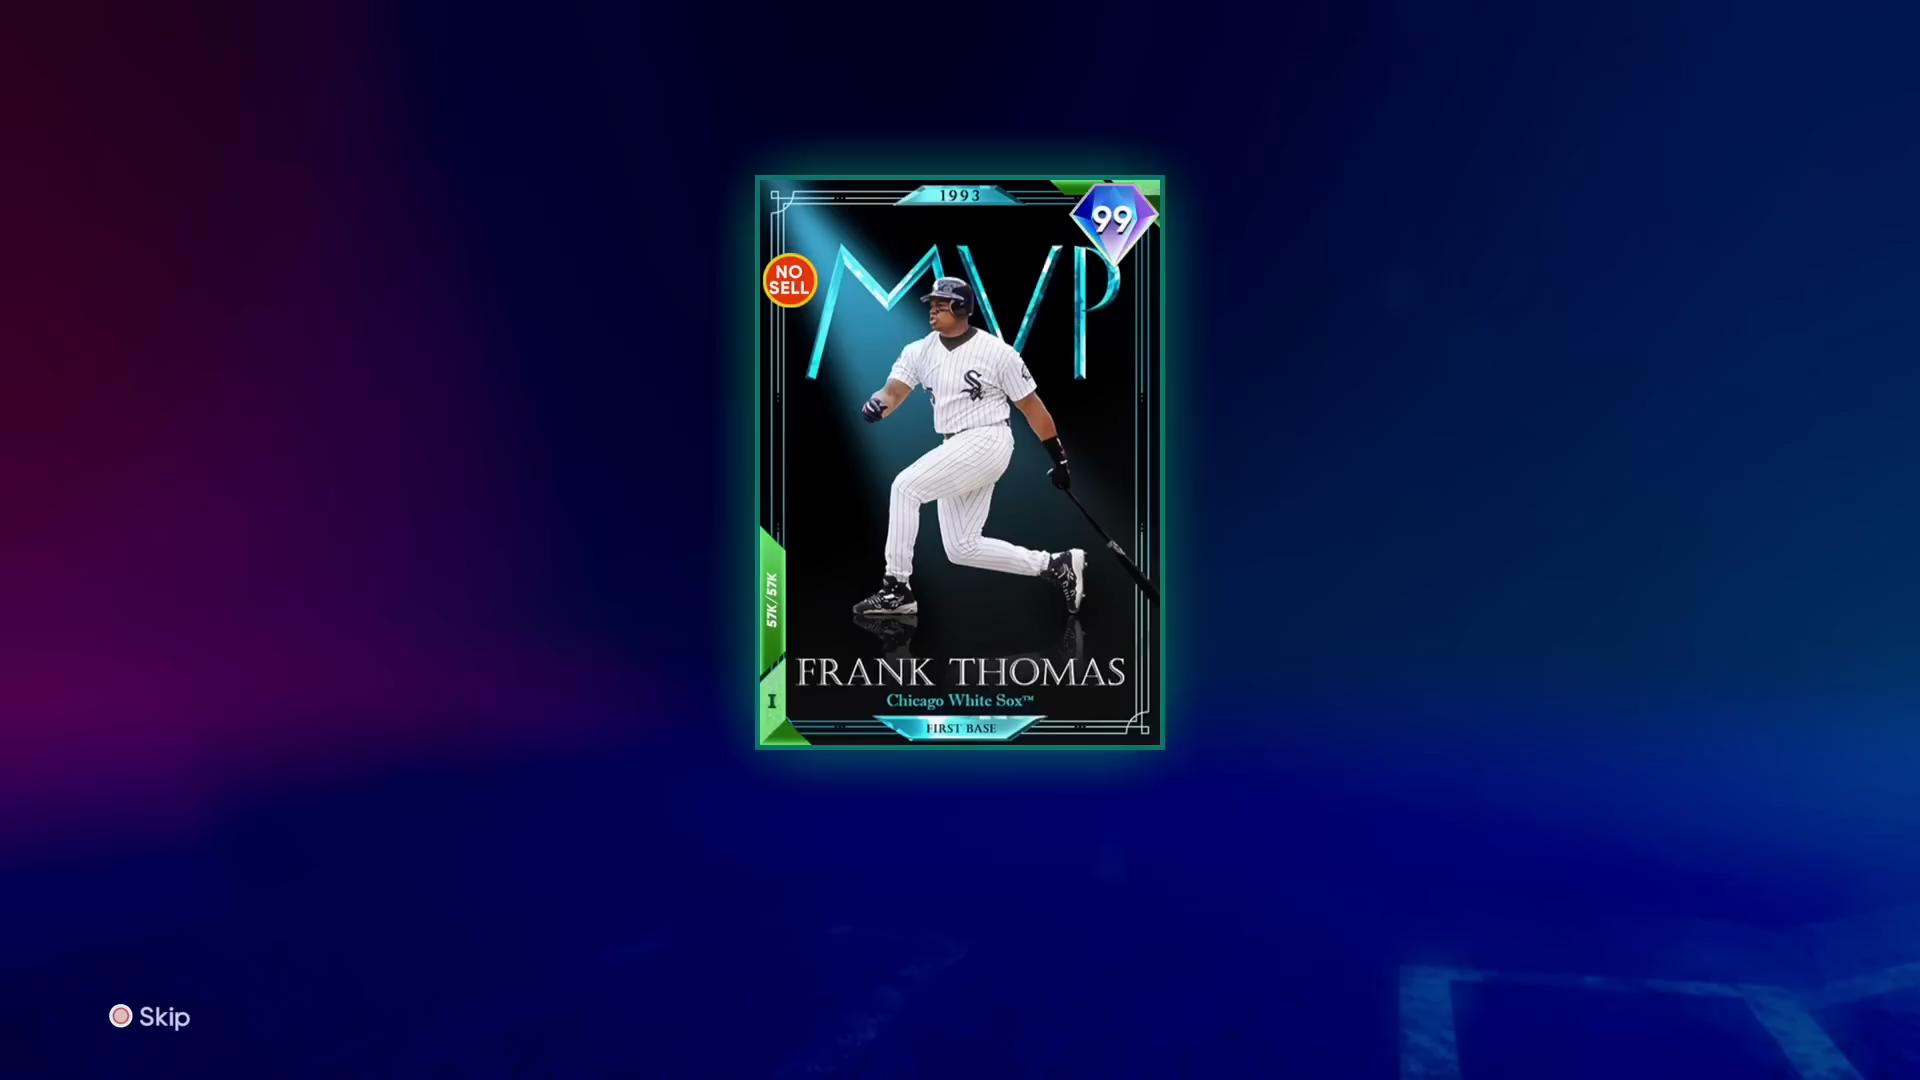 1993
99
NO
SELL
MVP
57K/57K
I
FRANK THOMAS
Chicago White Sox™
FIRST BASE
Skip